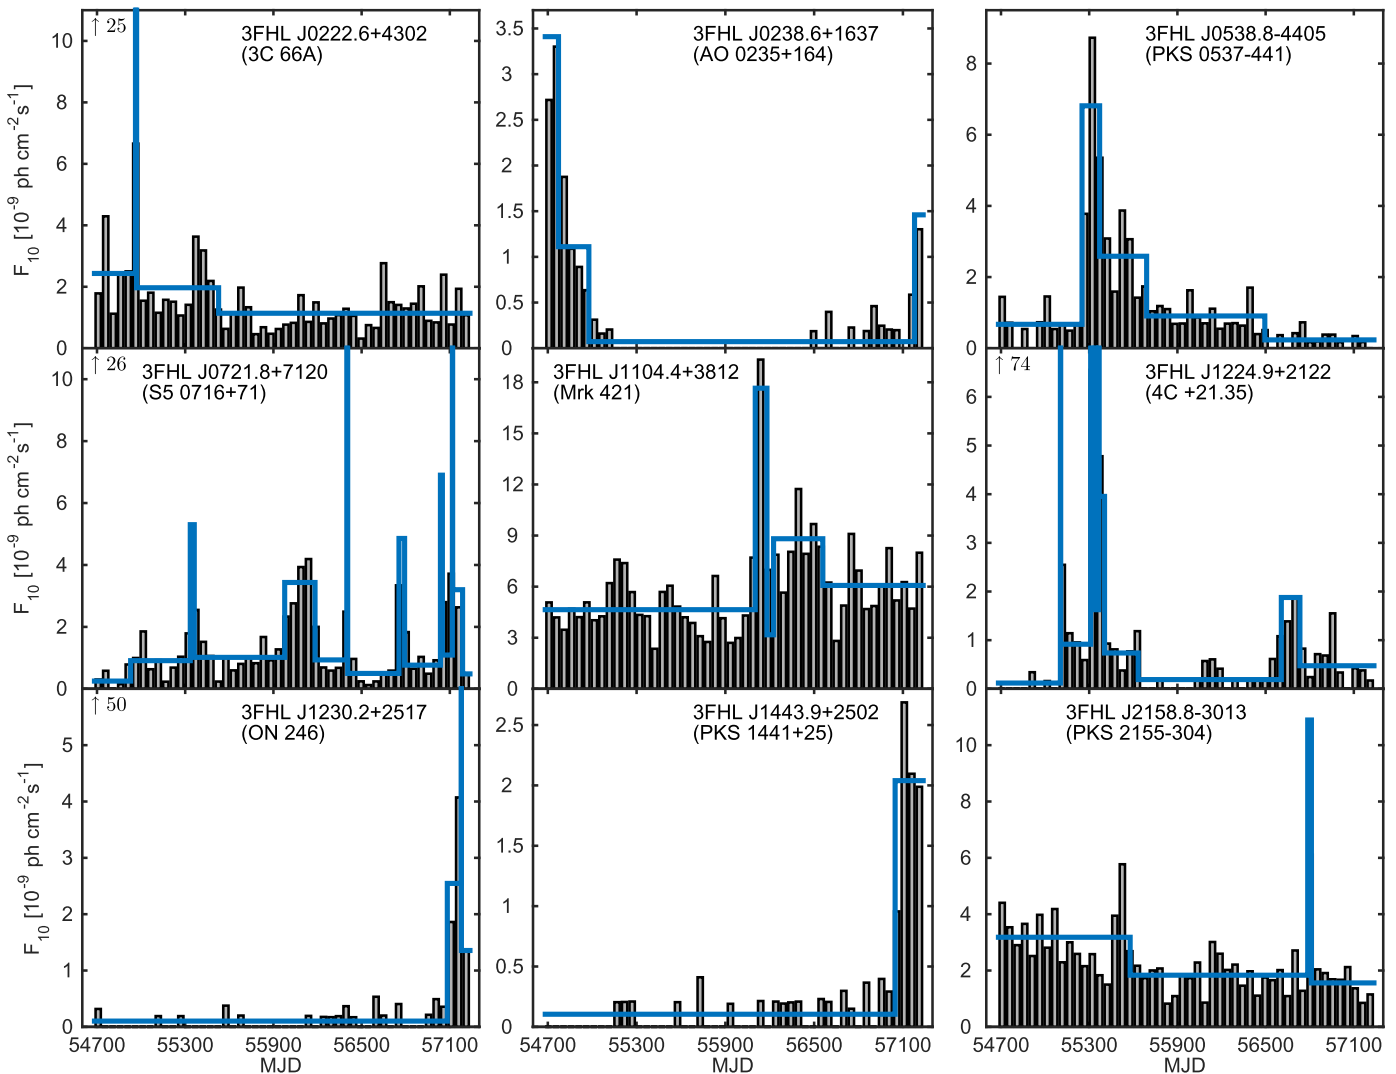 ↑ 25
3FHL J0222.6+4302
(3C 66A)
F10 [10-9 ph cm-2 s-1]
10
8
6
4
2
0
3FHL J0238.6+1637
(AO 0235+164)
3.5
3
2.5
2
1.5
1
0.5
0
3FHL J0538.8-4405
(PKS 0537-441)
8
6
4
2
0
↑ 26
3FHL J0721.8+7120
(S5 0716+71)
F10 [10-9 ph cm-2 s-1]
10
8
6
4
2
0
3FHL J1104.4+3812
(Mrk 421)
18
15
12
9
6
3
0
↑ 74
3FHL J1224.9+2122
(4C +21.35)
6
5
4
3
2
1
0
↑ 50
3FHL J1230.2+2517
(ON 246)
F10 [10-9 ph cm-2 s-1]
5
4
3
2
1
0
54700 55300 55900 56500 57100
MJD
3FHL J1443.9+2502
(PKS 1441+25)
2.5
2
1.5
1
0.5
0
54700 55300 55900 56500 57100
MJD
3FHL J2158.8-3013
(PKS 2155-304)
10
8
6
4
2
0
54700 55300 55900 56500 57100
MJD